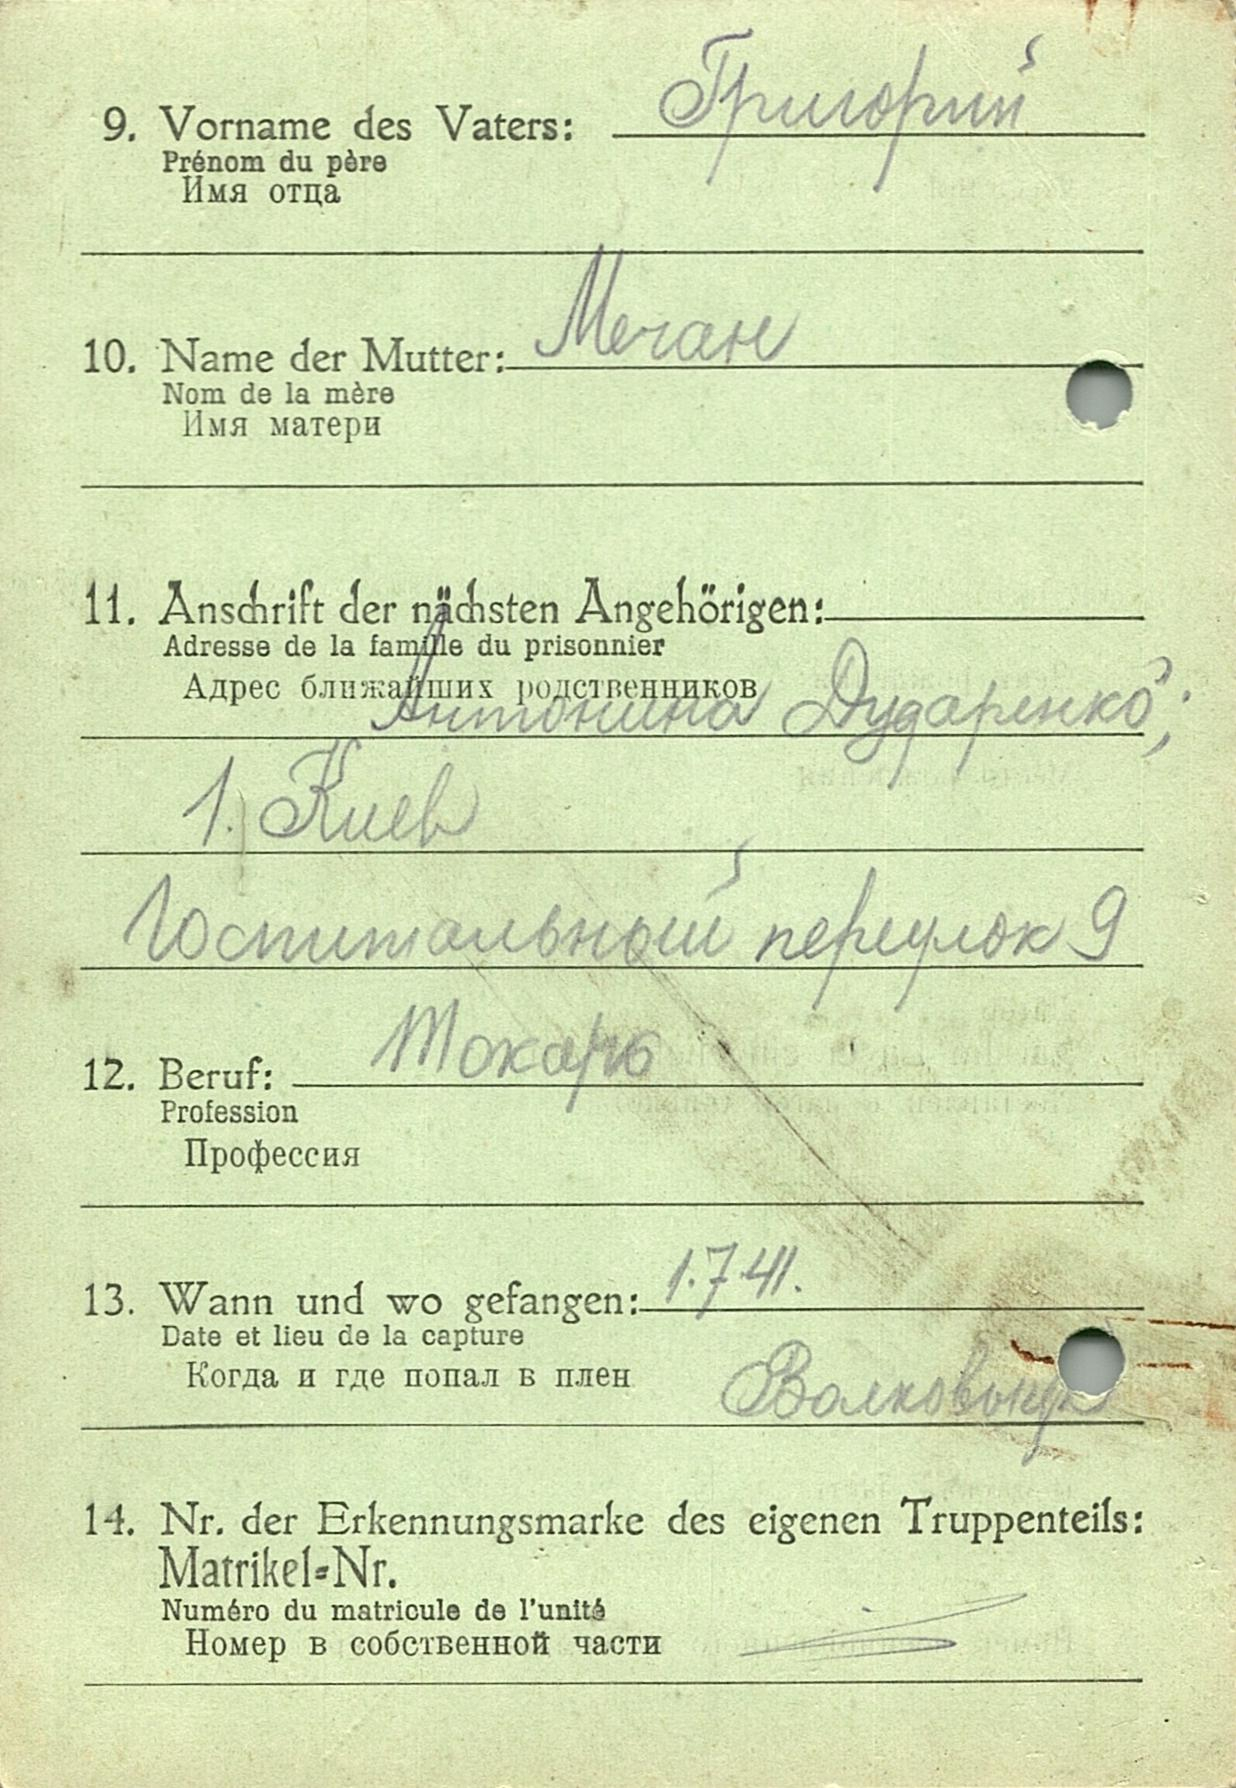 9. Vorname des Vaters: Григорий
Prénom du père
Имя отца
10. Name der Mutter: Мечан
Nom de la mère
Имя матери
11. Anschrift der nächsten Angehörigen:
Adresse de la famille du prisonnier
Адрес ближайших родственников
Антонина Дударенко;
г. Киев
Госпитальный переулок 9
12. Beruf: Токарь
Profession
Профессия
13. Wann und wo gefangen: 1.7.41.
Date et lieu de la capture
Когда и где попал в плен Волковыцк
14. Nr. der Erkennungsmarke des eigenen Truppenteils:
Matrikel=Nr.
Numéro du matricule de l'unité
Номер в собственной части